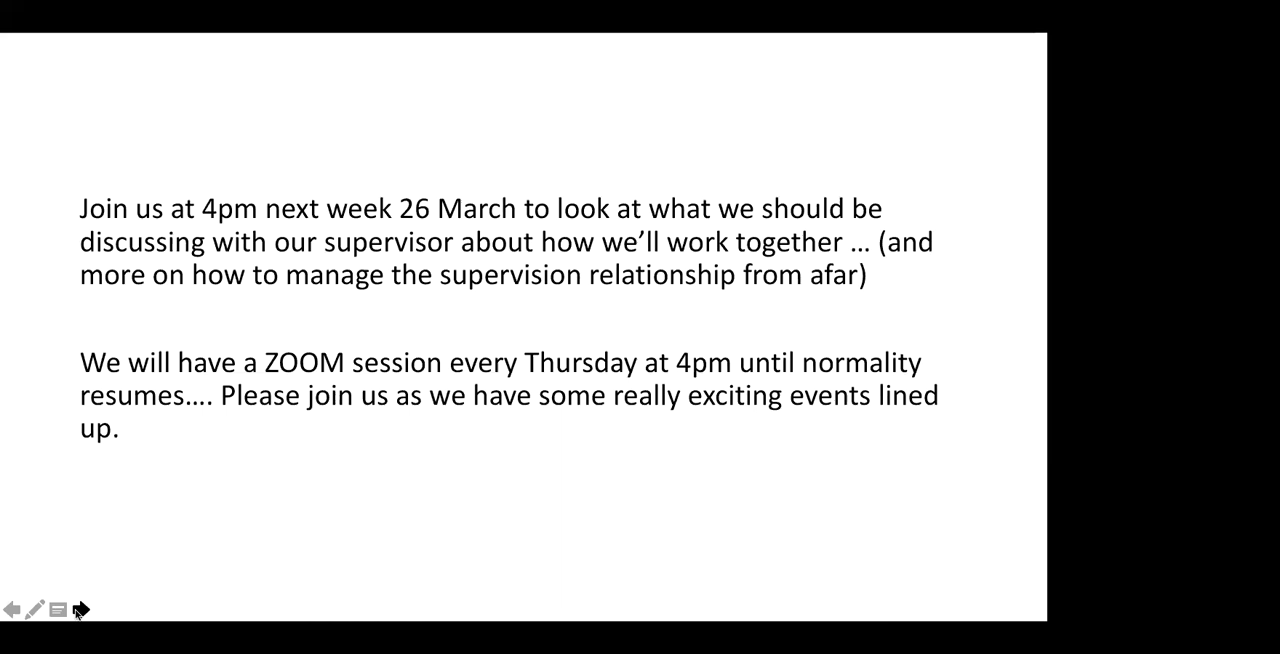 Join us at 4pm next week 26 March to look at what we should be
discussing with our supervisor about how we’ll work together … (and
more on how to manage the supervision relationship from afar)
We will have a ZOOM session every Thursday at 4pm until normality
resumes…. Please join us as we have some really exciting events lined
up.